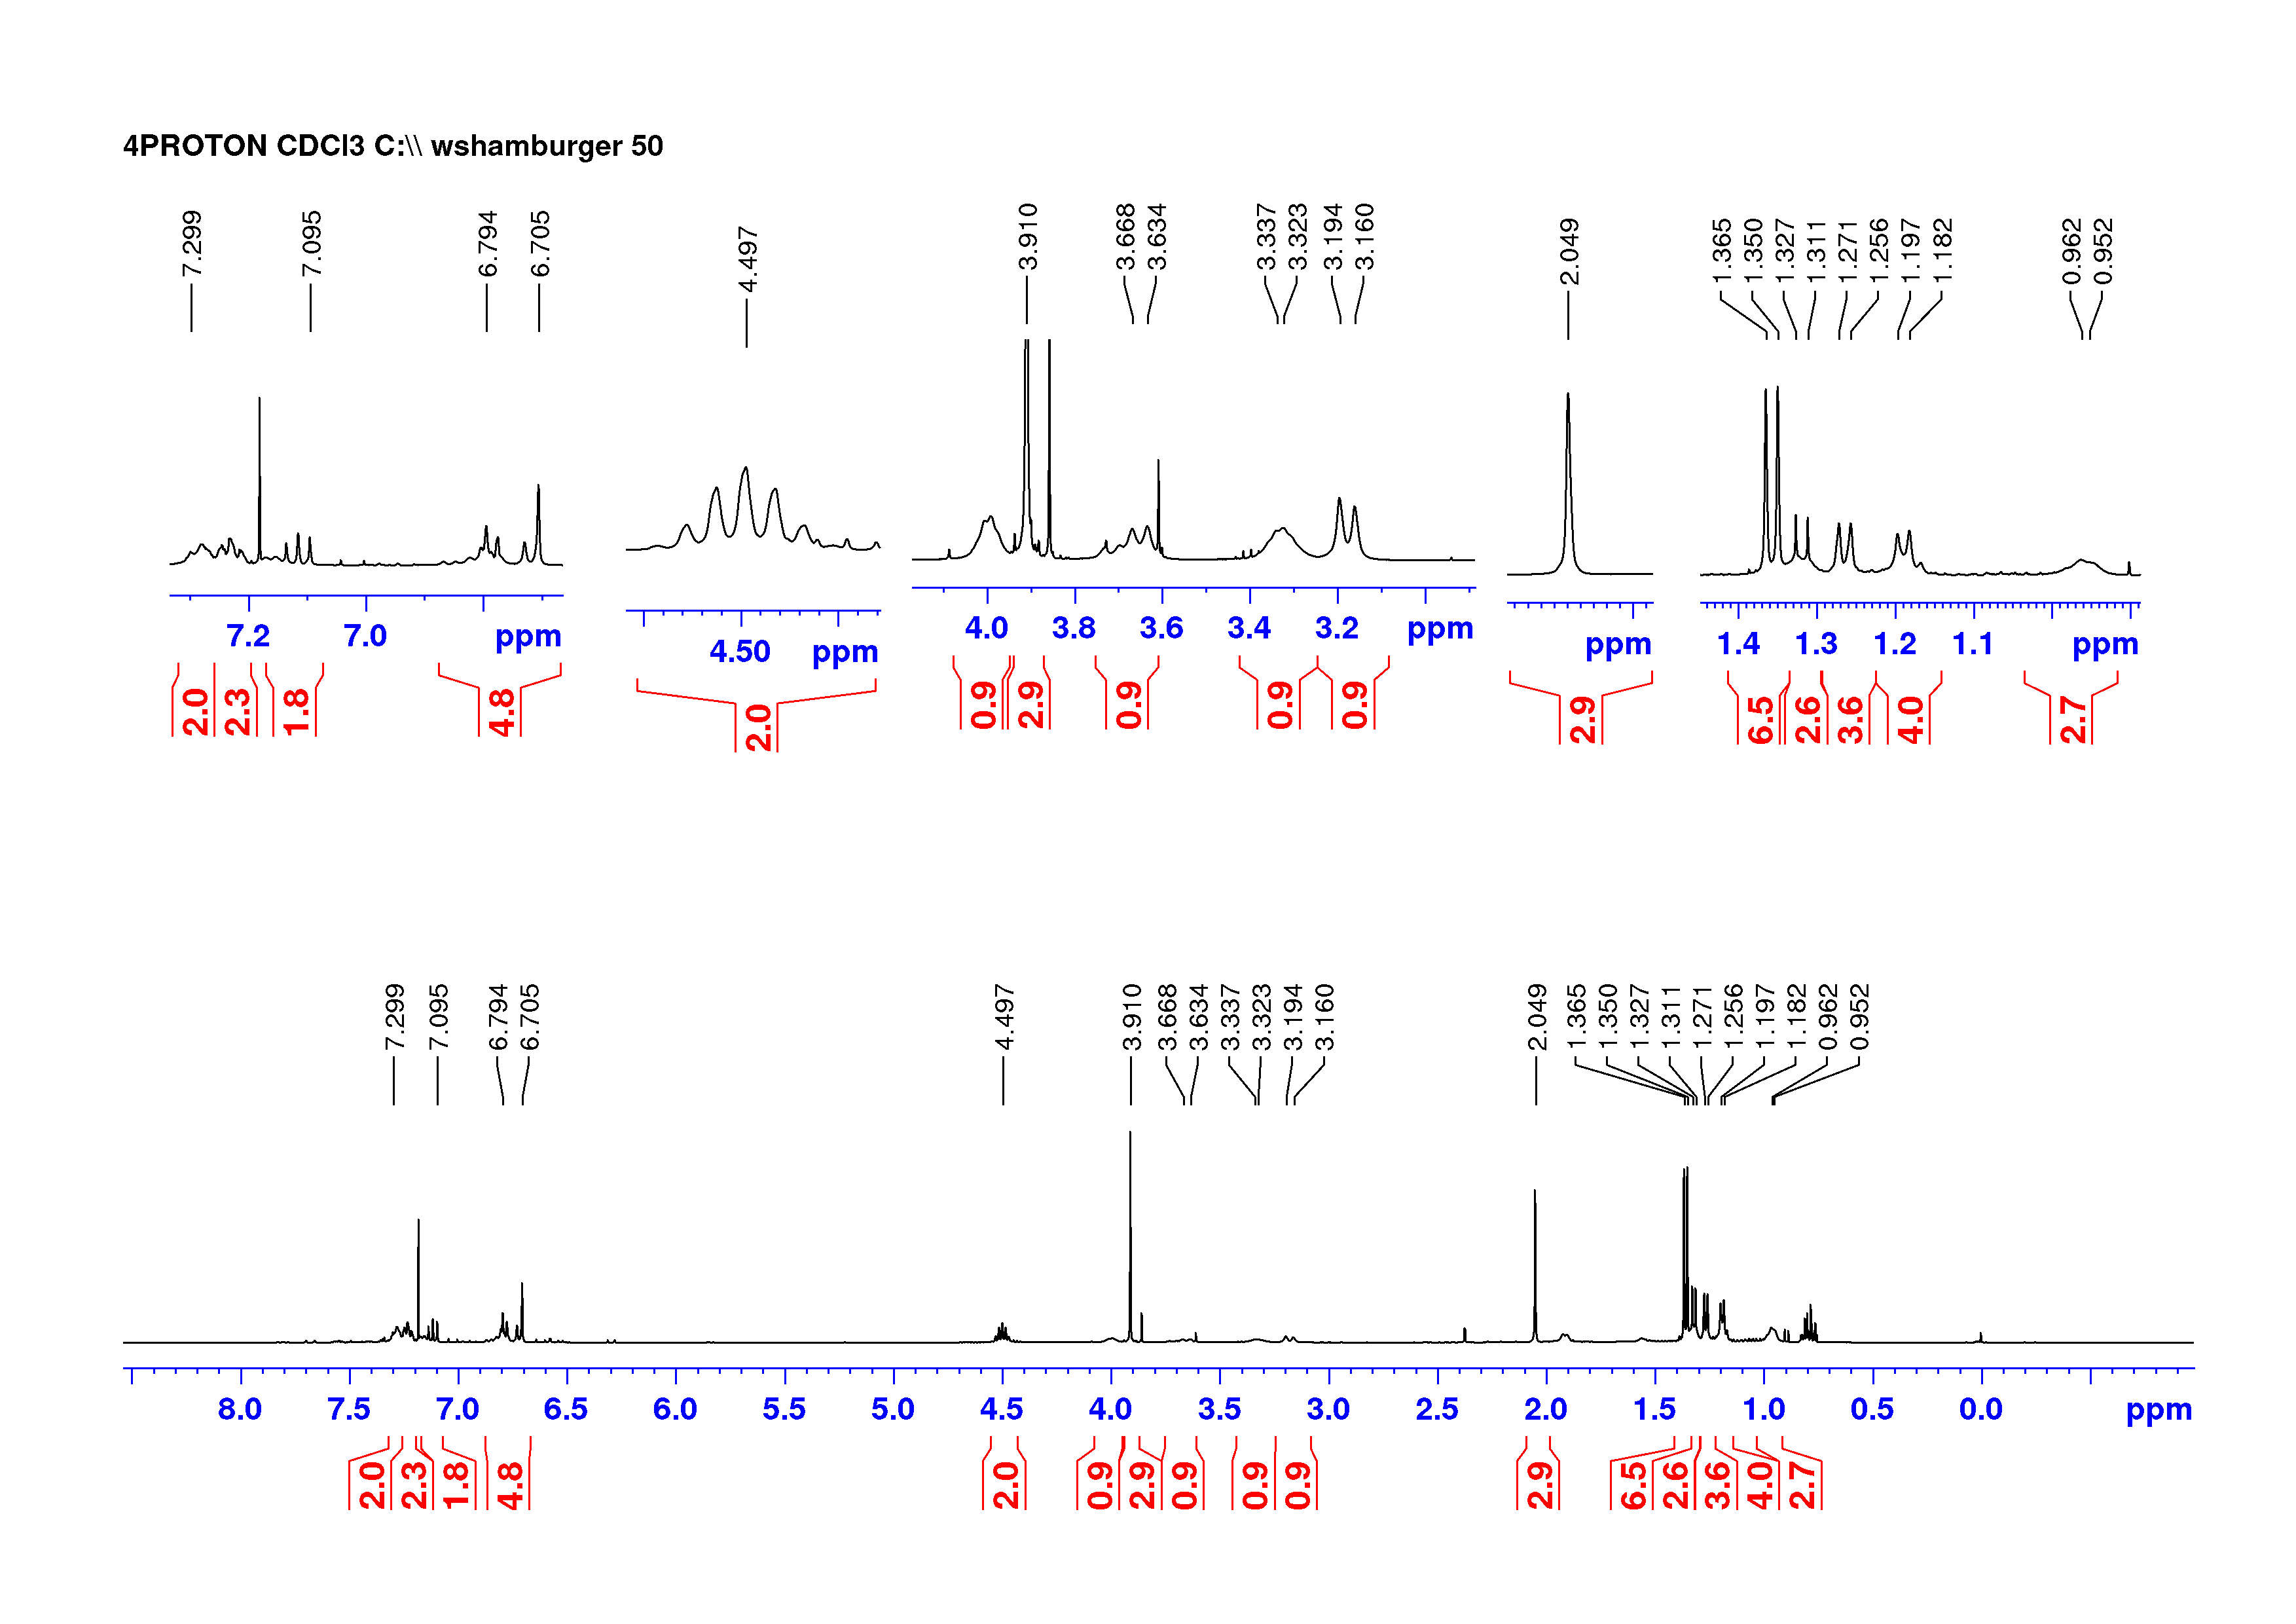 4PROTON CDCl3 C:\\ wshamburger 50
7.299 7.095 6.794 6.705
4.497
3.910 3.668 3.634 3.337 3.323 3.194 3.160
2.049
1.365 1.350 1.327 1.311 1.271 1.256 1.197 1.182 0.962 0.952
7.2 7.0 ppm
4.50 ppm
4.0 3.8 3.6 3.4 3.2 ppm
ppm
1.4 1.3 1.2 1.1 ppm
2.0 2.3 1.8 4.8
2.0
0.9 2.9 0.9 0.9 0.9
2.9
6.5 2.6 3.6 4.0 2.7
7.299 7.095 6.794 6.705 4.497 3.910 3.668 3.634 3.337 3.323 3.194 3.160 2.049 1.365 1.350 1.327 1.311 1.271 1.256 1.197 1.182 0.962 0.952
8.0 7.5 7.0 6.5 6.0 5.5 5.0 4.5 4.0 3.5 3.0 2.5 2.0 1.5 1.0 0.5 0.0 ppm
2.0 2.3 1.8 4.8 2.0 0.9 2.9 0.9 0.9 0.9 2.9 6.5 2.6 3.6 4.0 2.7